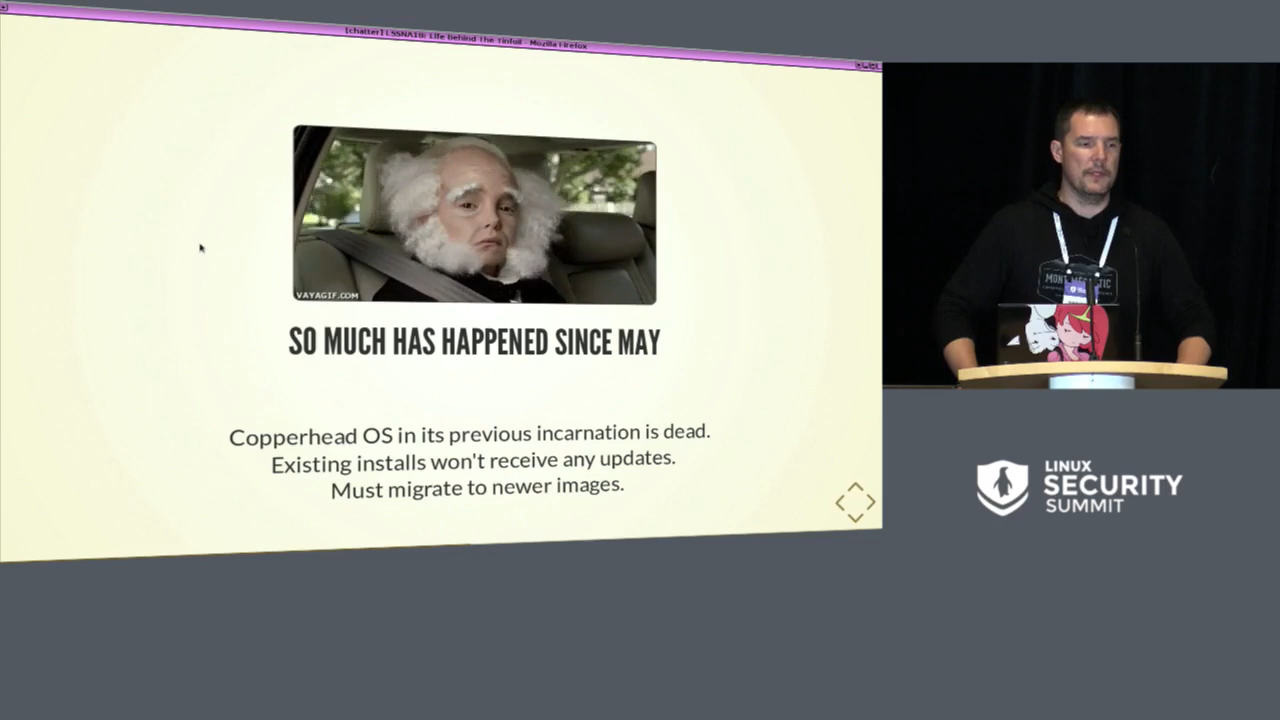 [chatter] LSSNA18: Life Behind The Tinfoil - Mozilla Firefox
VAYAGIF.COM
SO MUCH HAS HAPPENED SINCE MAY
Copperhead OS in its previous incarnation is dead.
Existing installs won't receive any updates.
Must migrate to newer images.
LINUX
SECURITY
SUMMIT